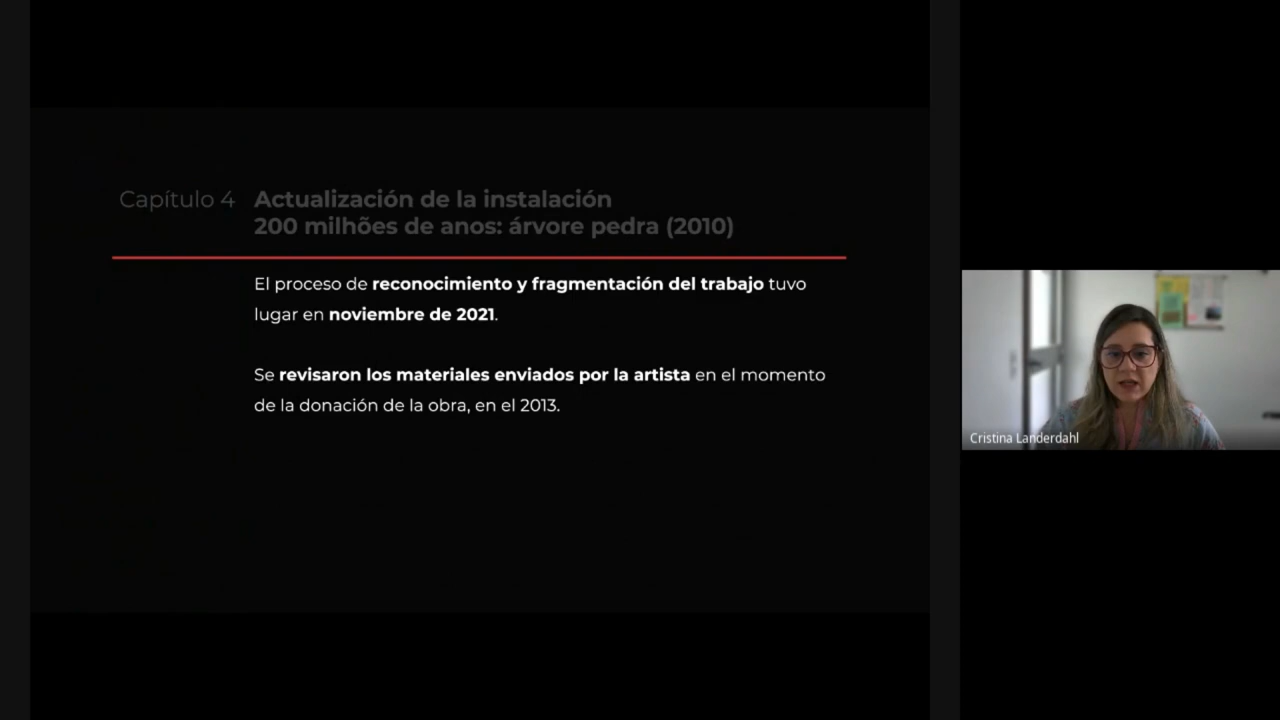 Capítulo 4 Actualización de la instalación
200 milhões de anos: árvore pedra (2010)
El proceso de reconocimiento y fragmentación del trabajo tuvo
lugar en noviembre de 2021.
Se revisaron los materiales enviados por la artista en el momento
de la donación de la obra, en el 2013.
Cristina Landerdahl